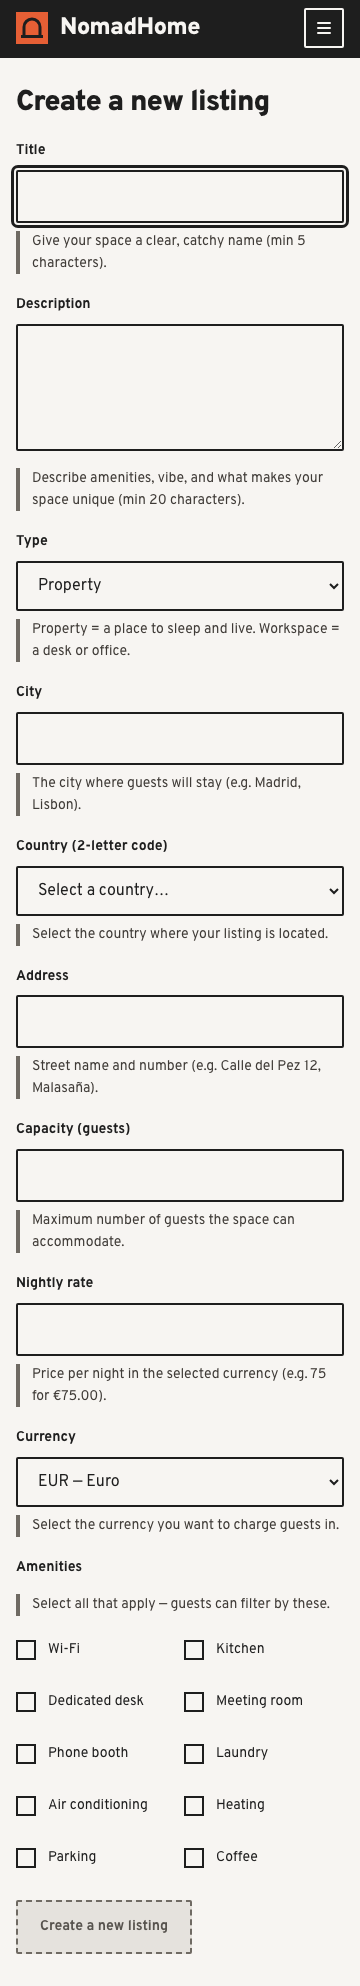 NomadHome
Create a new listing
Title
Give your space a clear, catchy name (min 5
characters).
Description
Describe amenities, vibe, and what makes your
space unique (min 20 characters).
Type
Property
Property = a place to sleep and live. Workspace =
a desk or office.
City
The city where guests will stay (e.g. Madrid,
Lisbon).
Country (2-letter code)
Select a country…
Select the country where your listing is located.
Address
Street name and number (e.g. Calle del Pez 12,
Malasaña).
Capacity (guests)
Maximum number of guests the space can
accommodate.
Nightly rate
Price per night in the selected currency (e.g. 75
for €75.00).
Currency
EUR — Euro
Select the currency you want to charge guests in.
Amenities
Select all that apply — guests can filter by these.
Wi-Fi
Kitchen
Dedicated desk
Meeting room
Phone booth
Laundry
Air conditioning
Heating
Parking
Coffee
Create a new listing